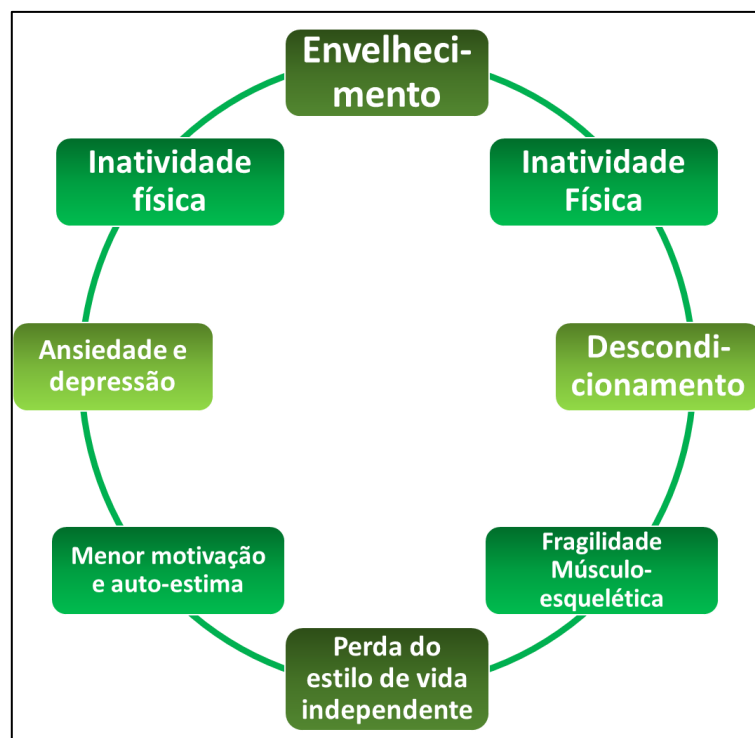 Envelheci-
mento
Inatividade
Física
Descondi-
cionamento
Fragilidade
Músculo-
esquelética
Perda do
estilo de vida
independente
Menor motivação
e auto-estima
Ansiedade e
depressão
Inatividade
física